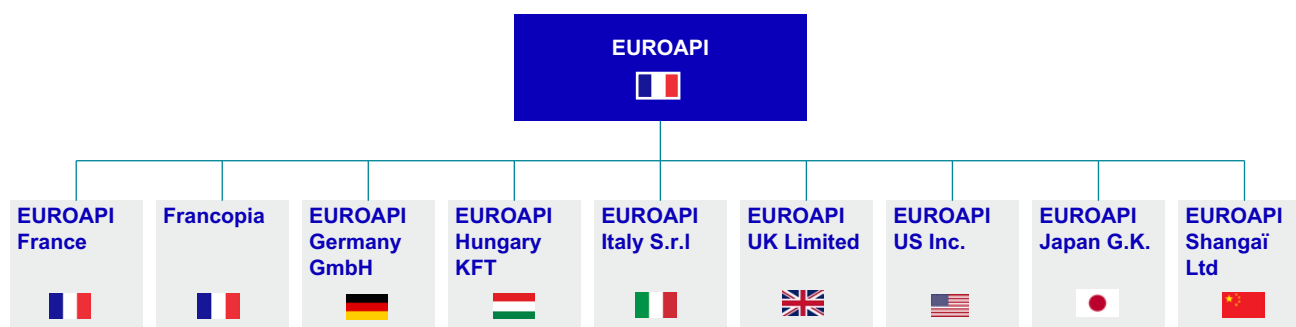 EUROAPI
EUROAPI
France
Francopia
EUROAPI
Germany
GmbH
EUROAPI
Hungary
KFT
EUROAPI
Italy S.r.l
EUROAPI
UK Limited
EUROAPI
US Inc.
EUROAPI
Japan G.K.
EUROAPI
Shangaï
Ltd